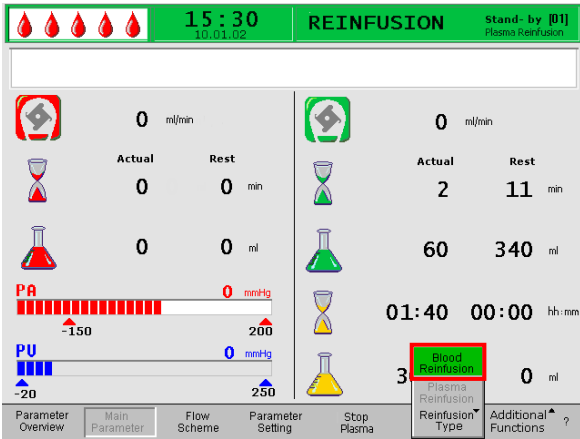 15:30
10.01.02
REINFUSION
Stand- by [01]
Plasma Reinfusion
0 ml/min
0 ml/min
Actual Rest
0 0 min
Actual Rest
2 11 min
0 0 ml
60 340 ml
PA 0 mmHg
-150 200
01:40 00:00 hh:mm
PV 0 mmHg
-20 250
3 0 ml
Blood
Reinfusion
Plasma
Reinfusion
Parameter
Overview
Main
Parameter
Flow
Scheme
Parameter
Setting
Stop
Plasma
Reinfusion
Type
Additional
Functions
?